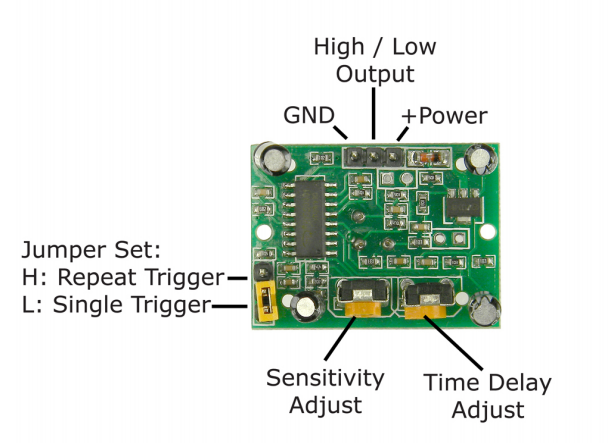 High / Low
Output
GND
+Power
Jumper Set:
H: Repeat Trigger
L: Single Trigger
Sensitivity
Adjust
Time Delay
Adjust